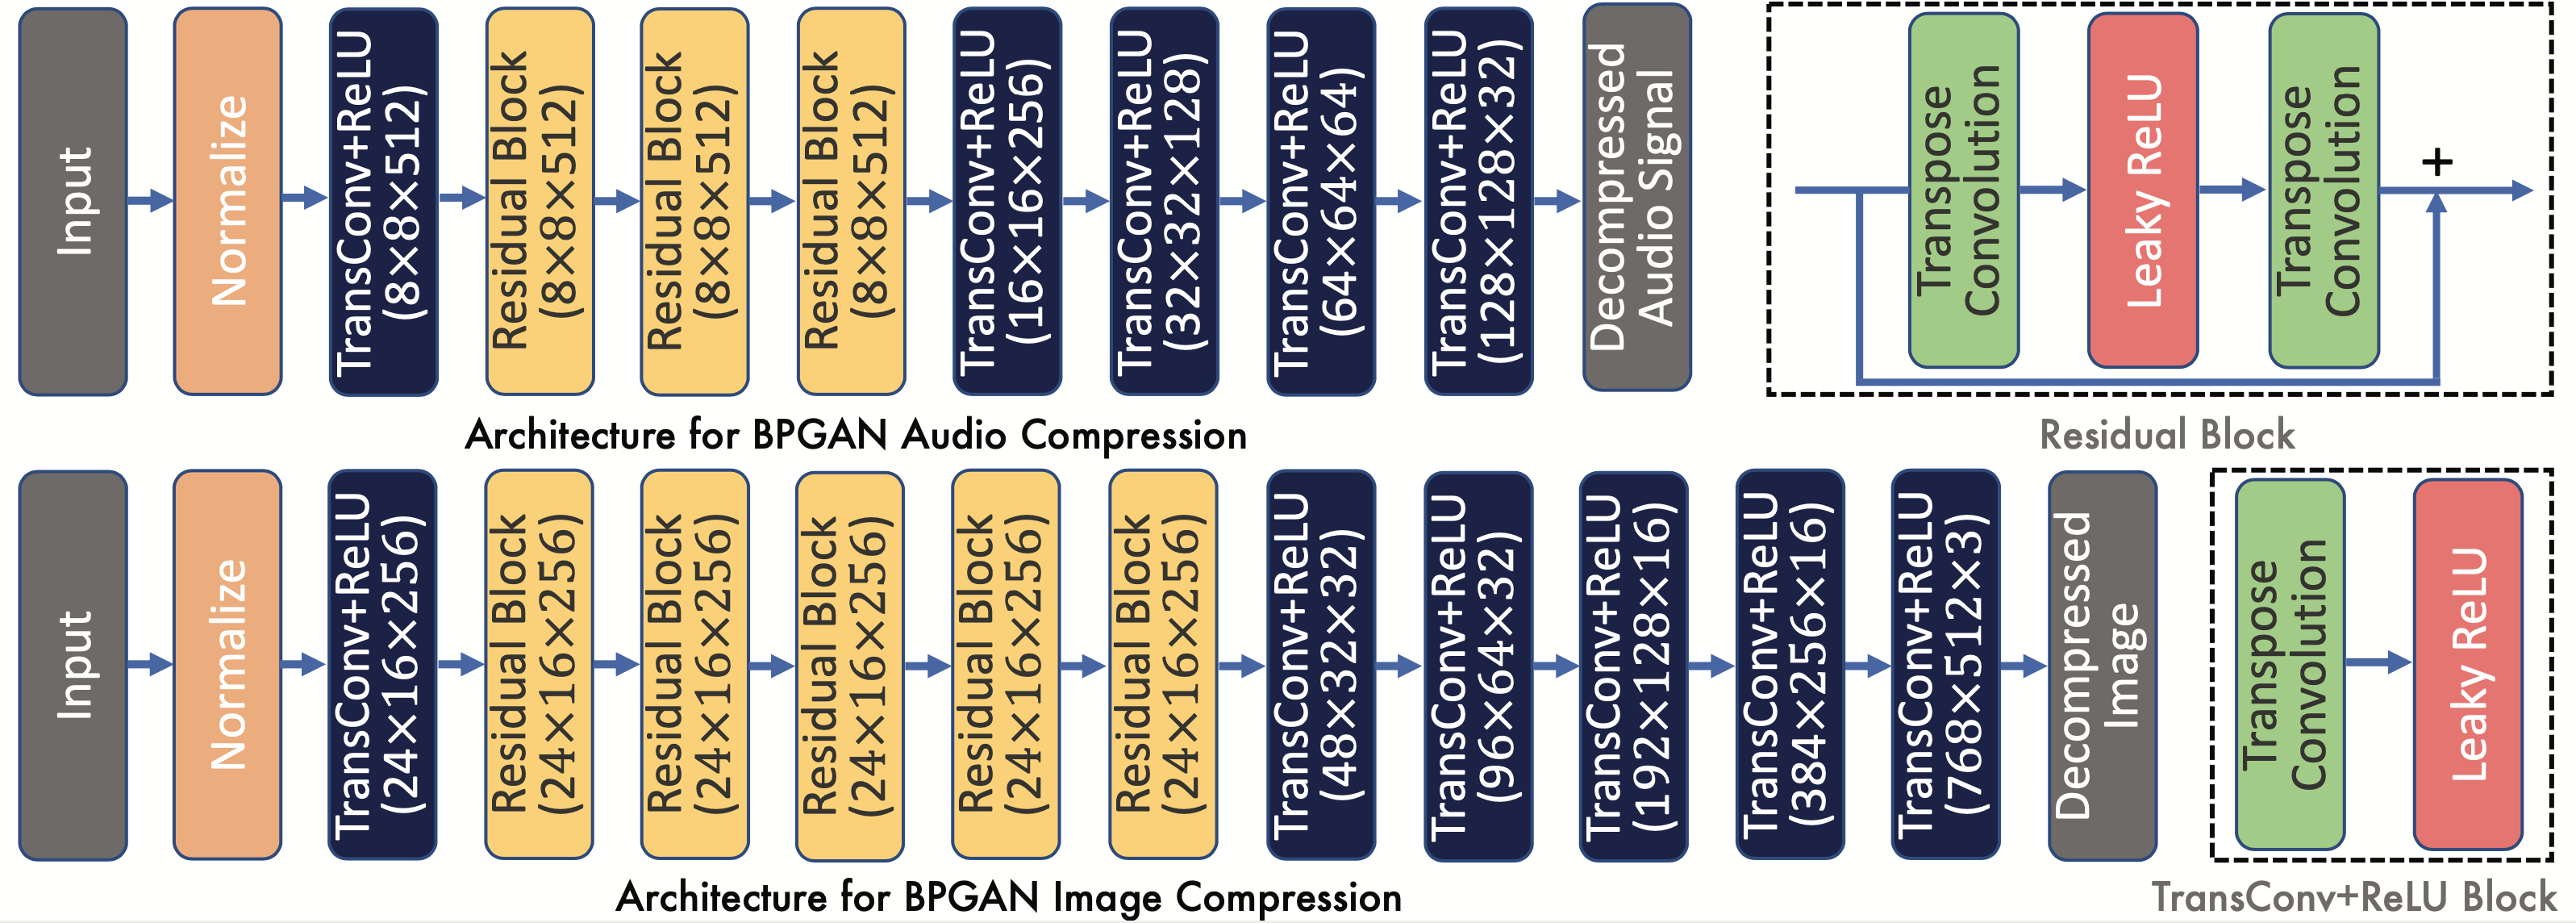 Input
Normalize
TransConv+ReLU
(8×8×512)
Residual Block
(8×8×512)
Residual Block
(8×8×512)
Residual Block
(8×8×512)
TransConv+ReLU
(16×16×256)
TransConv+ReLU
(32×32×128)
TransConv+ReLU
(64×64×64)
TransConv+ReLU
(128×128×32)
Decompressed
Audio Signal
Architecture for BPGAN Audio Compression
Transpose
Convolution
Leaky ReLU
Transpose
Convolution
+
Residual Block
Input
Normalize
TransConv+ReLU
(24×16×256)
Residual Block
(24×16×256)
Residual Block
(24×16×256)
Residual Block
(24×16×256)
Residual Block
(24×16×256)
Residual Block
(24×16×256)
TransConv+ReLU
(48×32×32)
TransConv+ReLU
(96×64×32)
TransConv+ReLU
(192×128×16)
TransConv+ReLU
(384×256×16)
TransConv+ReLU
(768×512×3)
Decompressed
Image
Architecture for BPGAN Image Compression
Transpose
Convolution
Leaky ReLU
TransConv+ReLU Block